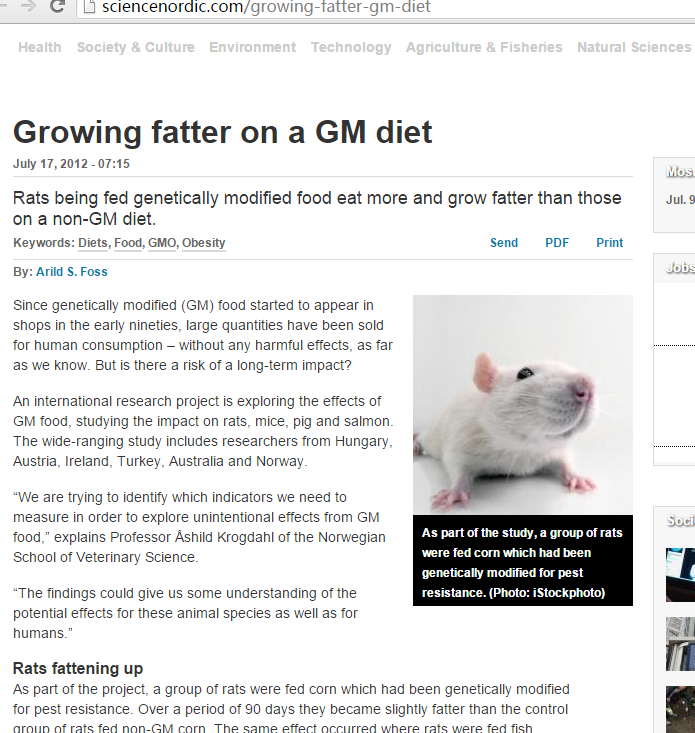 sciencenordic.com/growing-fatter-gm-diet
Health Society & Culture Environment Technology Agriculture & Fisheries Natural Sciences
Growing fatter on a GM diet
July 17, 2012 - 07:15
Rats being fed genetically modified food eat more and grow fatter than those
on a non-GM diet.
Keywords: Diets, Food, GMO, Obesity
Send PDF Print
By: Arild S. Foss
Since genetically modified (GM) food started to appear in
shops in the early nineties, large quantities have been sold
for human consumption – without any harmful effects, as far
as we know. But is there a risk of a long-term impact?
An international research project is exploring the effects of
GM food, studying the impact on rats, mice, pig and salmon.
The wide-ranging study includes researchers from Hungary,
Austria, Ireland, Turkey, Australia and Norway.
“We are trying to identify which indicators we need to
measure in order to explore unintentional effects from GM
food,” explains Professor Åshild Krogdahl of the Norwegian
School of Veterinary Science.
“The findings could give us some understanding of the
potential effects for these animal species as well as for
humans.”
As part of the study, a group of rats
were fed corn which had been
genetically modified for pest
resistance. (Photo: iStockphoto)
Rats fattening up
As part of the project, a group of rats were fed corn which had been genetically modified
for pest resistance. Over a period of 90 days they became slightly fatter than the control
group of rats fed non-GM corn. The same effect occurred where rats were fed fish
Mos
Jul. 9
Jobs
Soci